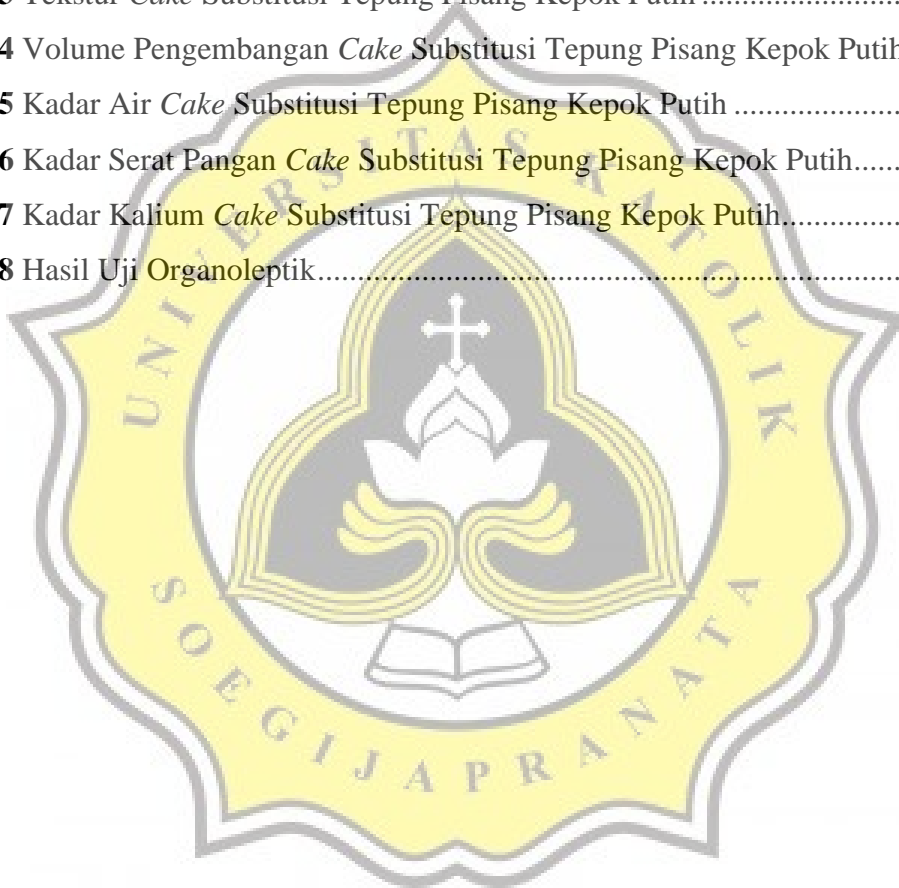 3 Tekstur Cake Substitusi Tepung Pisang Kepok Putih ........................
4 Volume Pengembangan Cake Substitusi Tepung Pisang Kepok Putih
5 Kadar Air Cake Substitusi Tepung Pisang Kepok Putih .....................
6 Kadar Serat Pangan Cake Substitusi Tepung Pisang Kepok Putih......
7 Kadar Kalium Cake Substitusi Tepung Pisang Kepok Putih...............
8 Hasil Uji Organoleptik.........................................................................
UNIVERSITAS KATOLIK
SOEGIJAPRANATA